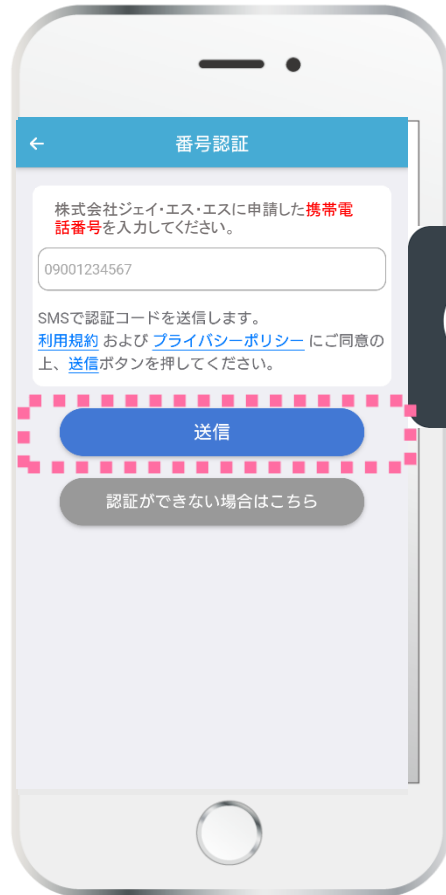 番号認証
株式会社ジェイ・エス・エスに申請した携帯電
話番号を入力してください。
09001234567
SMSで認証コードを送信します。
利用規約 および プライバシーポリシー にご同意の
上、送信ボタンを押してください。
送信
認証ができない場合はこちら